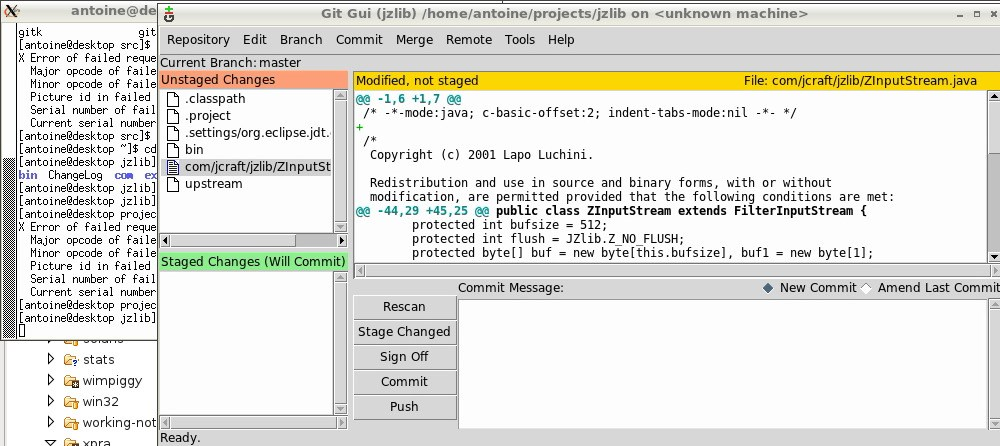 antoine@de
Git Gui (jzlib) /home/antoine/projects/jzlib on <unknown machine>
Repository Edit Branch Commit Merge Remote Tools Help
Current Branch: master
gitk git
[antoine@desktop src]$
X Error of failed reque
Major opcode of faile
Minor opcode of faile
Picture id in failed
Serial number of fail
Current serial number
[antoine@desktop src]$
[antoine@desktop ~]$ cd
[antoine@desktop jzlib]
bin ChangeLog com ex
[antoine@desktop jzlib]
[antoine@desktop jzlib]
[antoine@desktop projec
X Error of failed reque
Major opcode of faile
Minor opcode of faile
Picture id in failed
Serial number of fail
Current serial number
[antoine@desktop projec
[antoine@desktop jzlib]
solaris
stats
wimpiggy
win32
working-not
xpra
Unstaged Changes
.classpath
.project
.settings/org.eclipse.jdt.
bin
com/jcraft/jzlib/ZInputSt
upstream
Staged Changes (Will Commit)
Modified, not staged File: com/jcraft/jzlib/ZInputStream.java
@@ -1,6 +1,7 @@
/* -*-mode:java; c-basic-offset:2; indent-tabs-mode:nil -*- */
+
/*
Copyright (c) 2001 Lapo Luchini.
Redistribution and use in source and binary forms, with or without
modification, are permitted provided that the following conditions are met:
@@ -44,29 +45,25 @@ public class ZInputStream extends FilterInputStream {
protected int bufsize = 512;
protected int flush = JZlib.Z_NO_FLUSH;
protected byte[] buf = new byte[this.bufsize], buf1 = new byte[1];
Commit Message: New Commit Amend Last Commit
Rescan
Stage Changed
Sign Off
Commit
Push
Ready.